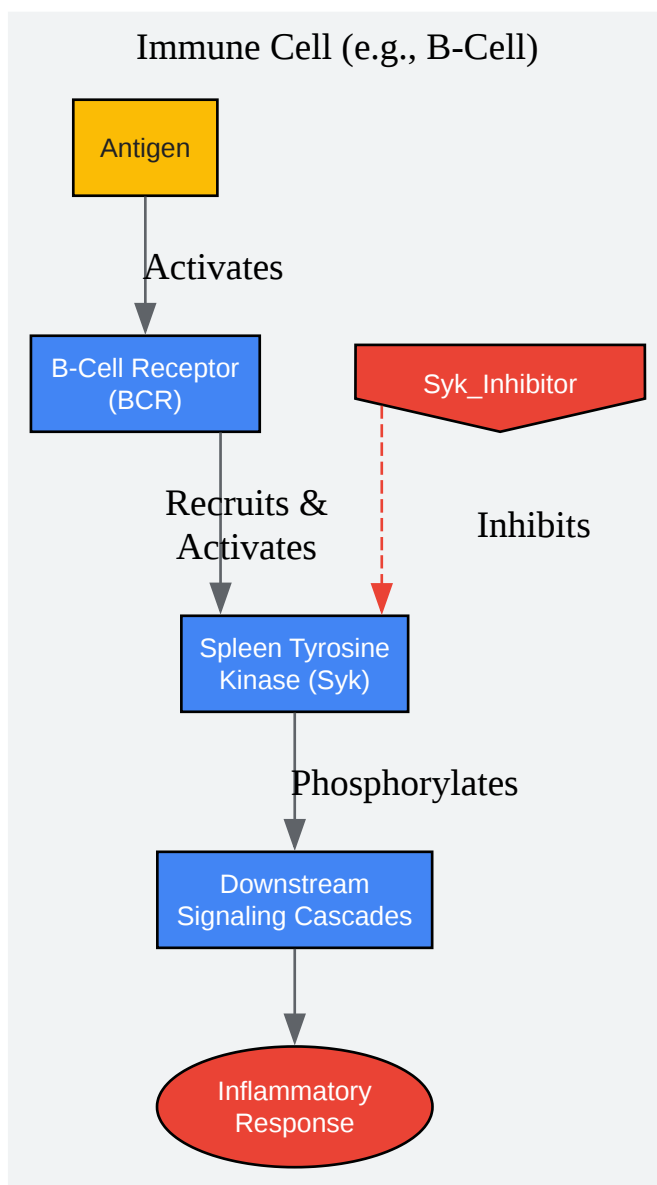 Immune Cell (e.g., B-Cell)
Antigen
Activates
B-Cell Receptor
(BCR)
Syk_Inhibitor
Recruits &
Activates
Inhibits
Spleen Tyrosine
Kinase (Syk)
Phosphorylates
Downstream
Signaling Cascades
Inflammatory
Response